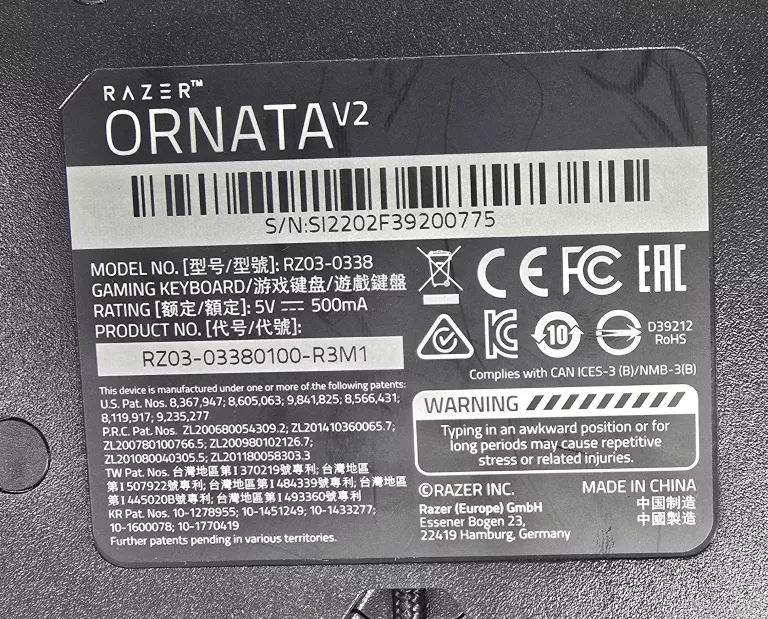 RAZER™
ORNATA V2
S/N:SI2202F39200775
MODEL NO. [型号/型號]: RZ03-0338
GAMING KEYBOARD/游戏键盘/遊戲鍵盤
RATING [额定/額定]: 5V ⎓ 500mA
PRODUCT NO. [代号/代號]:
RZ03-03380100-R3M1
This device is manufactured under one or more of the following patents:
U.S. Pat. Nos. 8,367,947; 8,605,063; 9,841,825; 8,566,431;
8,119,917; 9,235,277
P.R.C. Pat. Nos. ZL200680054309.2; ZL201410360065.7;
ZL200780100766.5; ZL200980102126.7;
ZL201080040305.5; ZL201180058303.3
TW Pat. Nos. 台灣地區第I370219號專利; 台灣地區
第I507922號專利; 台灣地區第I484339號專利; 台灣地區
第I445020B號專利; 台灣地區第I493360號專利
KR Pat. Nos. 10-1278955; 10-1451249; 10-1433277;
10-1600078; 10-1770419
Further patents pending in various territories.
CE FC EAC
KC 10 D39212
RoHS
Complies with CAN ICES-3 (B)/NMB-3(B)
WARNING
Typing in an awkward position or for
long periods may cause repetitive
stress or related injuries.
©RAZER INC.
Razer (Europe) GmbH
Essener Bogen 23,
22419 Hamburg, Germany
MADE IN CHINA
中国制造
中國製造